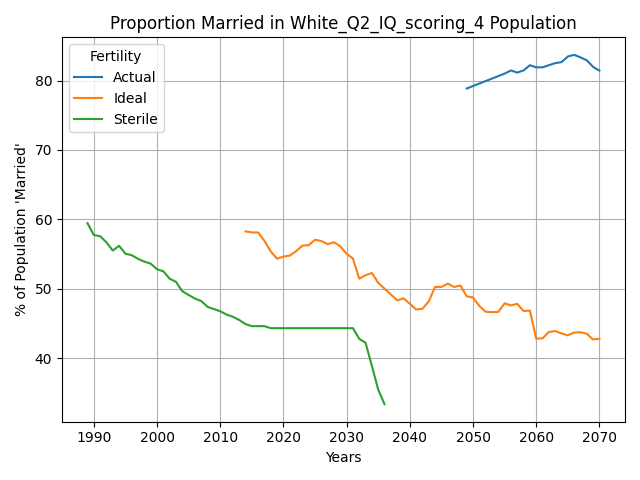 Proportion Married in White_Q2_IQ_scoring_4 Population
Fertility
Actual
Ideal
Sterile
% of Population 'Married'
80
70
60
50
40
1990 2000 2010 2020 2030 2040 2050 2060 2070
Years